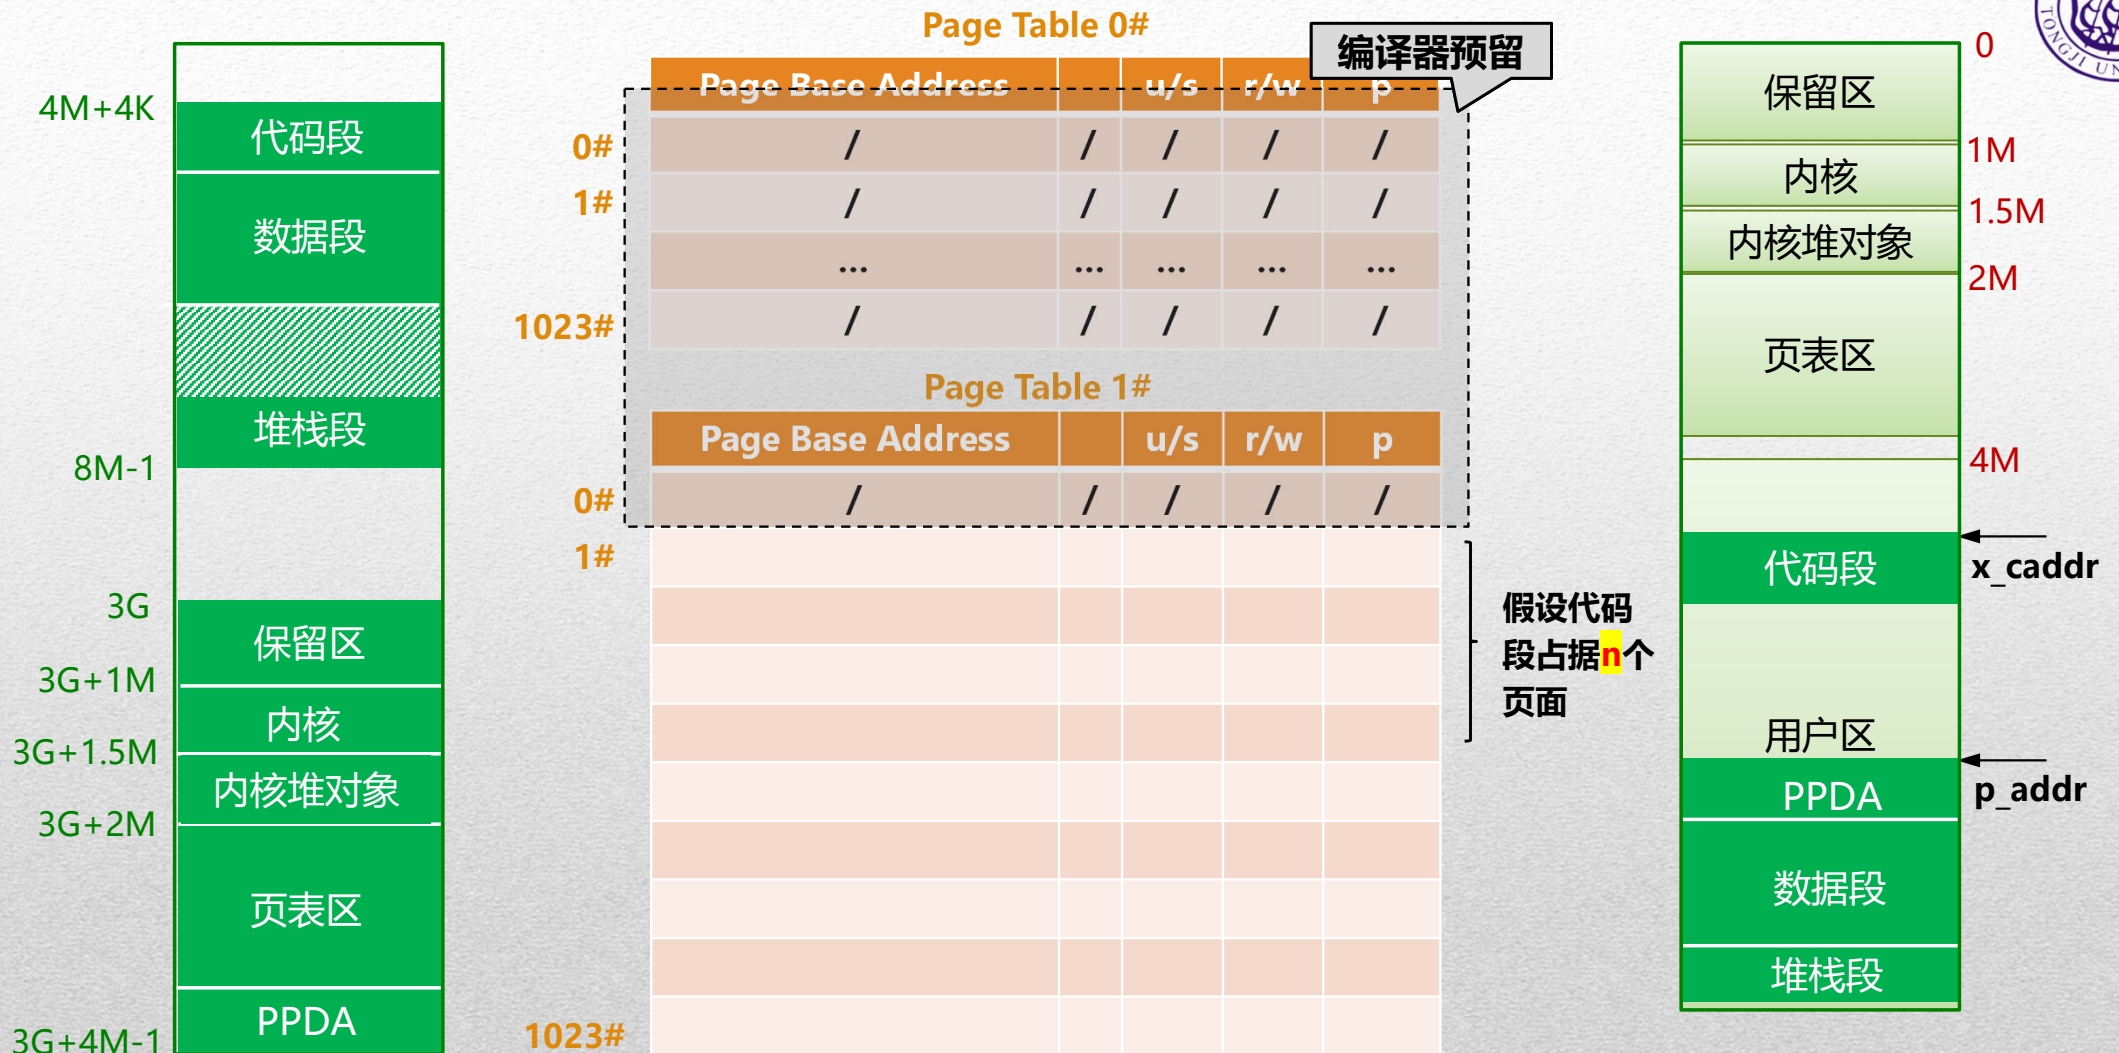 4M+4K
代码段
数据段
堆栈段
8M-1
3G
保留区
3G+1M
内核
3G+1.5M
内核堆对象
3G+2M
页表区
PPDA
3G+4M-1
Page Table 0#
编译器预留
Page Base Address u/s r/w p
0# / / / / /
1# / / / / /
... ... ... ... ...
1023# / / / / /
Page Table 1#
Page Base Address u/s r/w p
0# / / / / /
1#
1023#
假设代码
段占据n个
页面
0
保留区
1M
内核
1.5M
内核堆对象
2M
页表区
4M
代码段
x_caddr
用户区
p_addr
PPDA
数据段
堆栈段
TONGJI UN